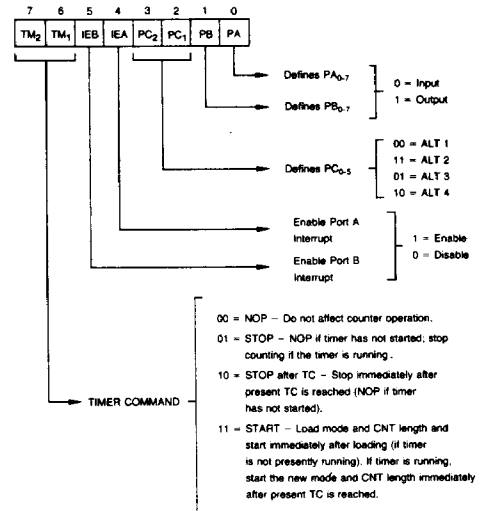 7 6 5 4 3 2 1 0
TM2 TM1 IEB IEA PC2 PC1 PB PA
Defines PA0-7
0 = Input
1 = Output
Defines PB0-7
Defines PC0-5
00 = ALT 1
11 = ALT 2
01 = ALT 3
10 = ALT 4
Enable Port A
Interrupt
1 = Enable
0 = Disable
Enable Port B
Interrupt
TIMER COMMAND
00 = NOP – Do not affect counter operation.
01 = STOP – NOP if timer has not started; stop
counting if the timer is running.
10 = STOP after TC – Stop immediately after
present TC is reached (NOP if timer
has not started).
11 = START – Load mode and CNT length and
start immediately after loading (if timer
is not presently running). If timer is running,
start the new mode and CNT length immediately
after present TC is reached.